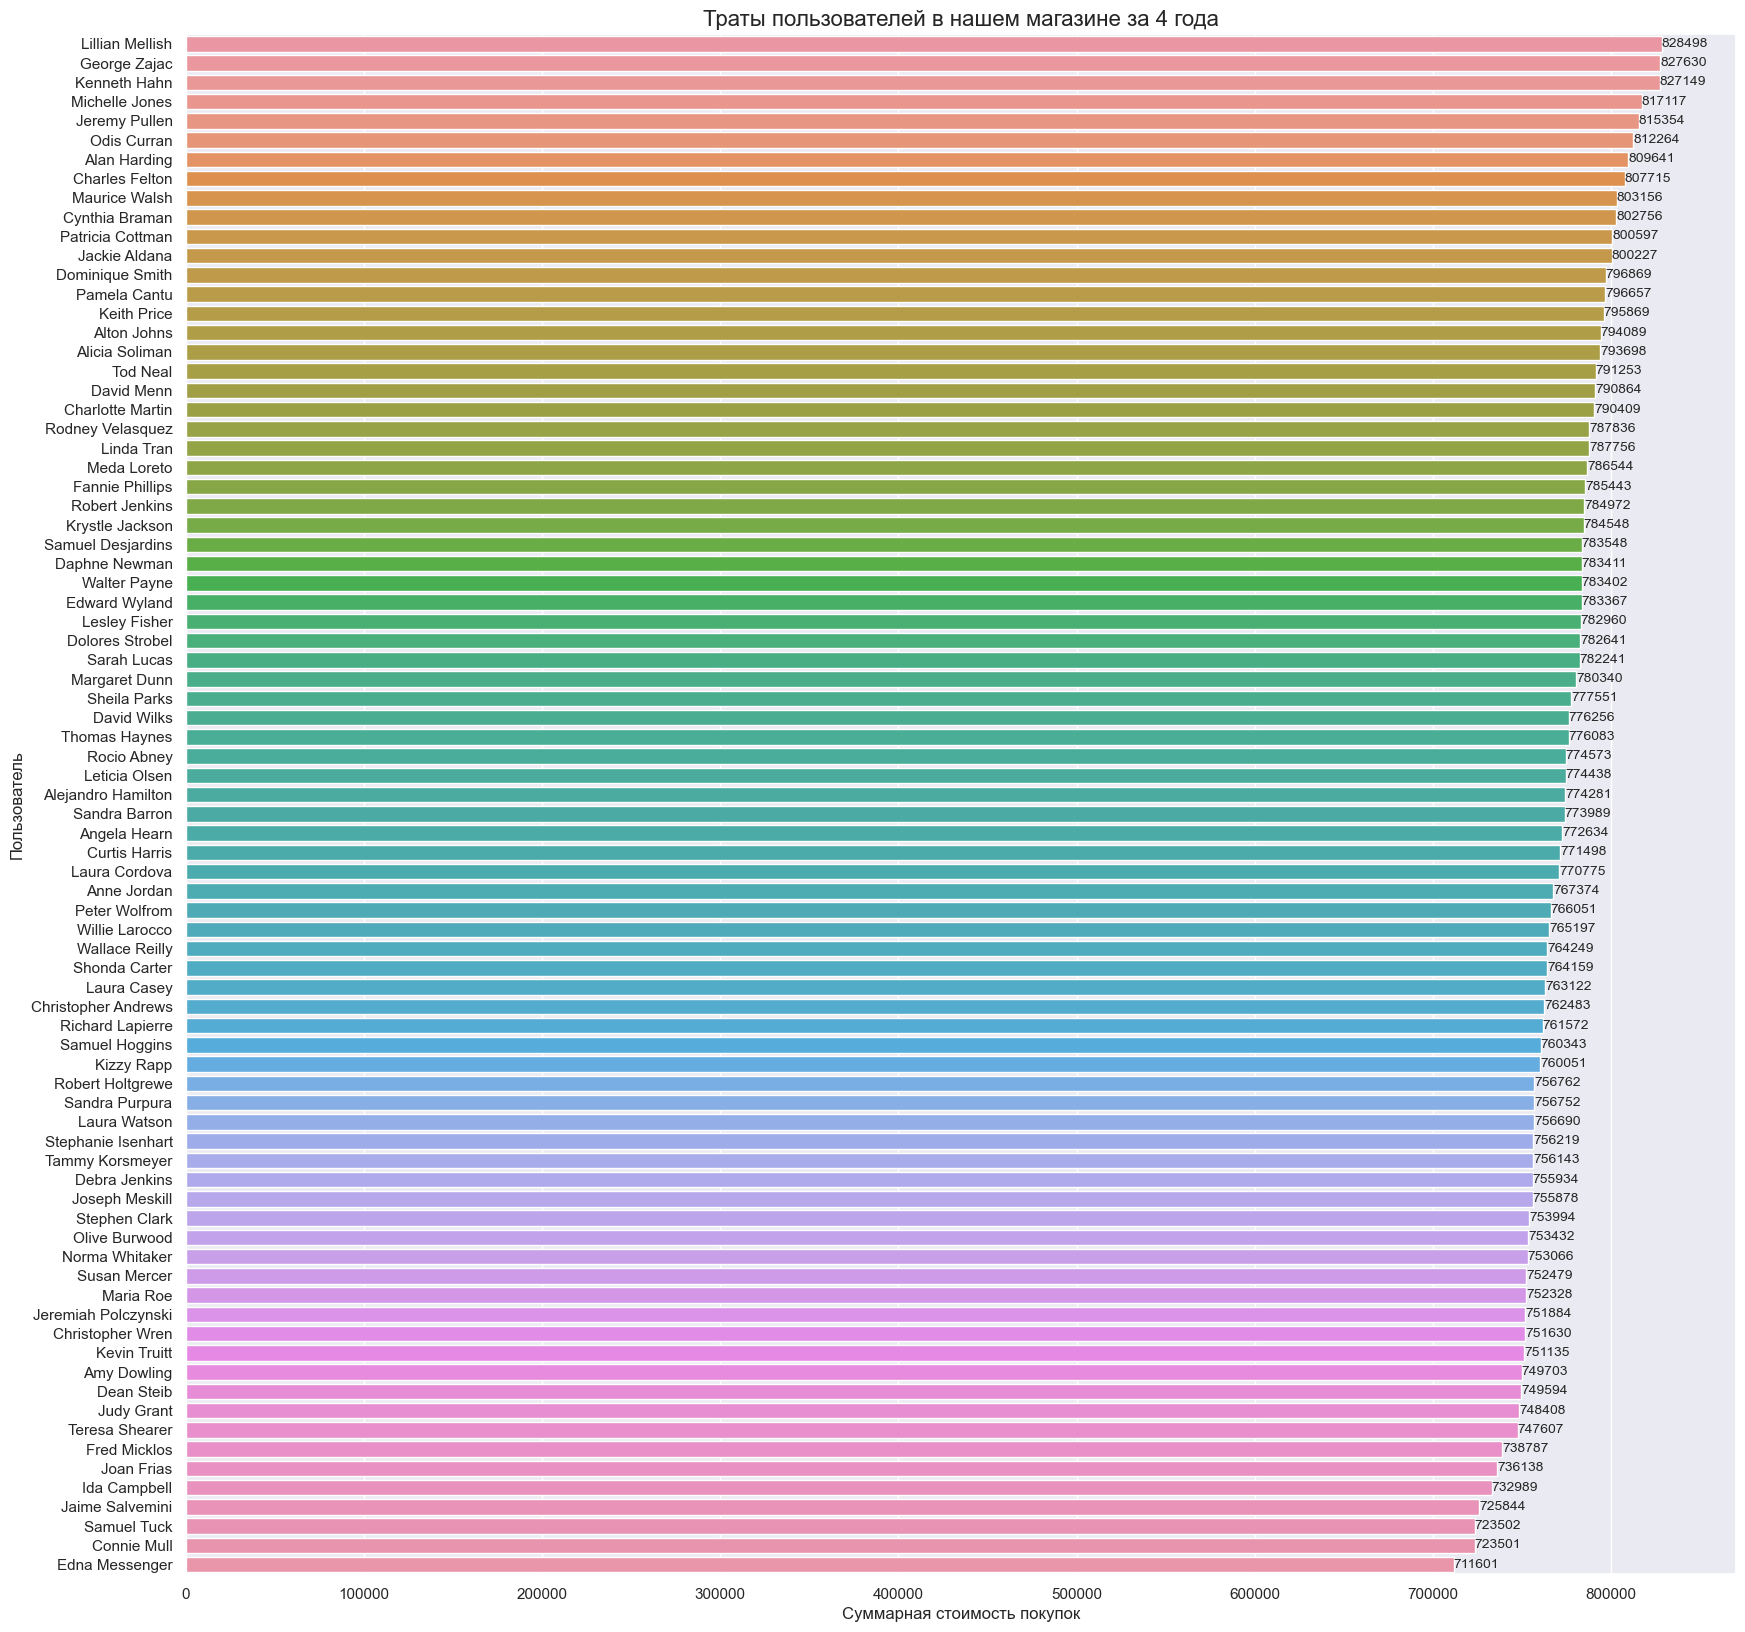 Траты пользователей в нашем магазине за 4 года
Lillian Mellish 828498
George Zajac 827630
Kenneth Hahn 827149
Michelle Jones 817117
Jeremy Pullen 815354
Odis Curran 812264
Alan Harding 809641
Charles Felton 807715
Maurice Walsh 803156
Cynthia Braman 802756
Patricia Cottman 800597
Jackie Aldana 800227
Dominique Smith 796869
Pamela Cantu 796657
Keith Price 795869
Alton Johns 794089
Alicia Soliman 793698
Tod Neal 791253
David Menn 790864
Charlotte Martin 790409
Rodney Velasquez 787836
Linda Tran 787756
Meda Loreto 786544
Fannie Phillips 785443
Robert Jenkins 784972
Krystle Jackson 784548
Samuel Desjardins 783548
Daphne Newman 783411
Walter Payne 783402
Edward Wyland 783367
Lesley Fisher 782960
Dolores Strobel 782641
Sarah Lucas 782241
Margaret Dunn 780340
Sheila Parks 777551
David Wilks 776256
Thomas Haynes 776083
Rocio Abney 774573
Leticia Olsen 774438
Alejandro Hamilton 774281
Sandra Barron 773989
Angela Hearn 772634
Curtis Harris 771498
Laura Cordova 770775
Anne Jordan 767374
Peter Wolfrom 766051
Willie Larocco 765197
Wallace Reilly 764249
Shonda Carter 764159
Laura Casey 763122
Christopher Andrews 762483
Richard Lapierre 761572
Samuel Hoggins 760343
Kizzy Rapp 760051
Robert Holtgrewe 756762
Sandra Purpura 756752
Laura Watson 756690
Stephanie Isenhart 756219
Tammy Korsmeyer 756143
Debra Jenkins 755934
Joseph Meskill 755878
Stephen Clark 753994
Olive Burwood 753432
Norma Whitaker 753066
Susan Mercer 752479
Maria Roe 752328
Jeremiah Polczynski 751884
Christopher Wren 751630
Kevin Truitt 751135
Amy Dowling 749703
Dean Steib 749594
Judy Grant 748408
Teresa Shearer 747607
Fred Micklos 738787
Joan Frias 736138
Ida Campbell 732989
Jaime Salvemini 725844
Samuel Tuck 723502
Connie Mull 723501
Edna Messenger 711601
Пользователь
0 100000 200000 300000 400000 500000 600000 700000 800000
Суммарная стоимость покупок